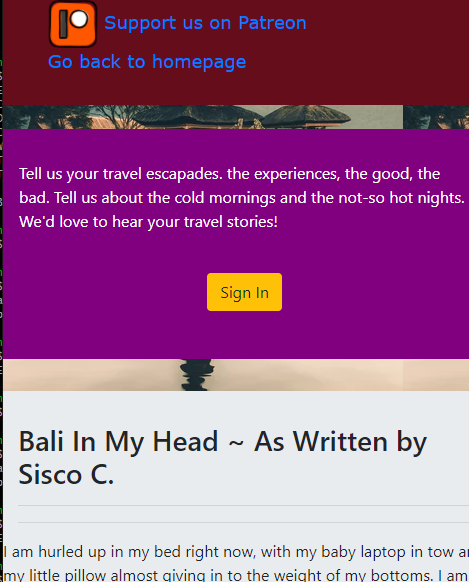 Support us on Patreon
Go back to homepage
Tell us your travel escapades. the experiences, the good, the
bad. Tell us about the cold mornings and the not-so hot nights.
We'd love to hear your travel stories!
Sign In
Bali In My Head ~ As Written by
Sisco C.
I am hurled up in my bed right now, with my baby laptop in tow
my little pillow almost giving in to the weight of my bottoms. I am